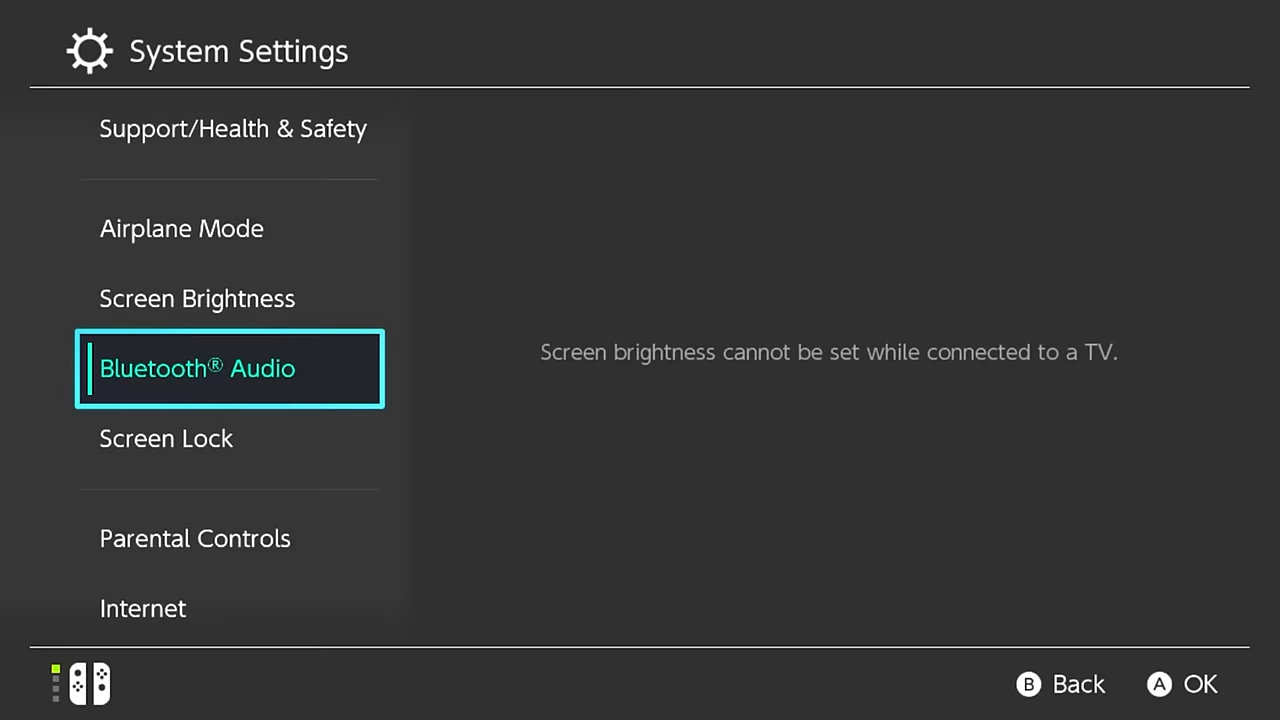 System Settings
Support/Health & Safety
Airplane Mode
Screen Brightness
Bluetooth® Audio
Screen Lock
Parental Controls
Internet
Screen brightness cannot be set while connected to a TV.
B Back A OK